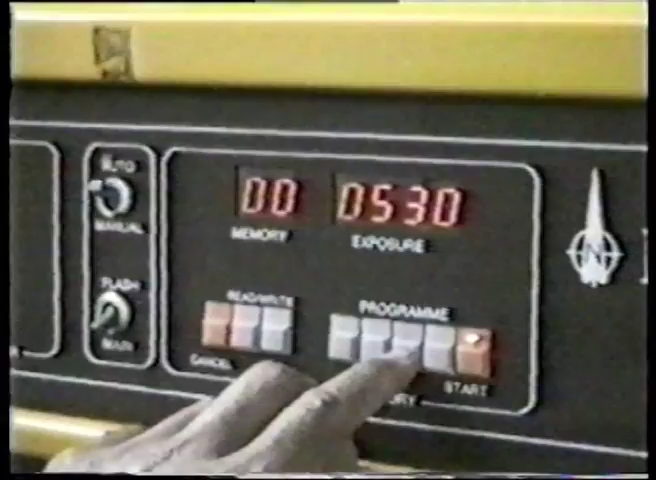 AUTO
MANUAL
FLASH
MAIN
00
0530
MEMORY
EXPOSURE
READ/WRITE
PROGRAMME
CANCEL
START